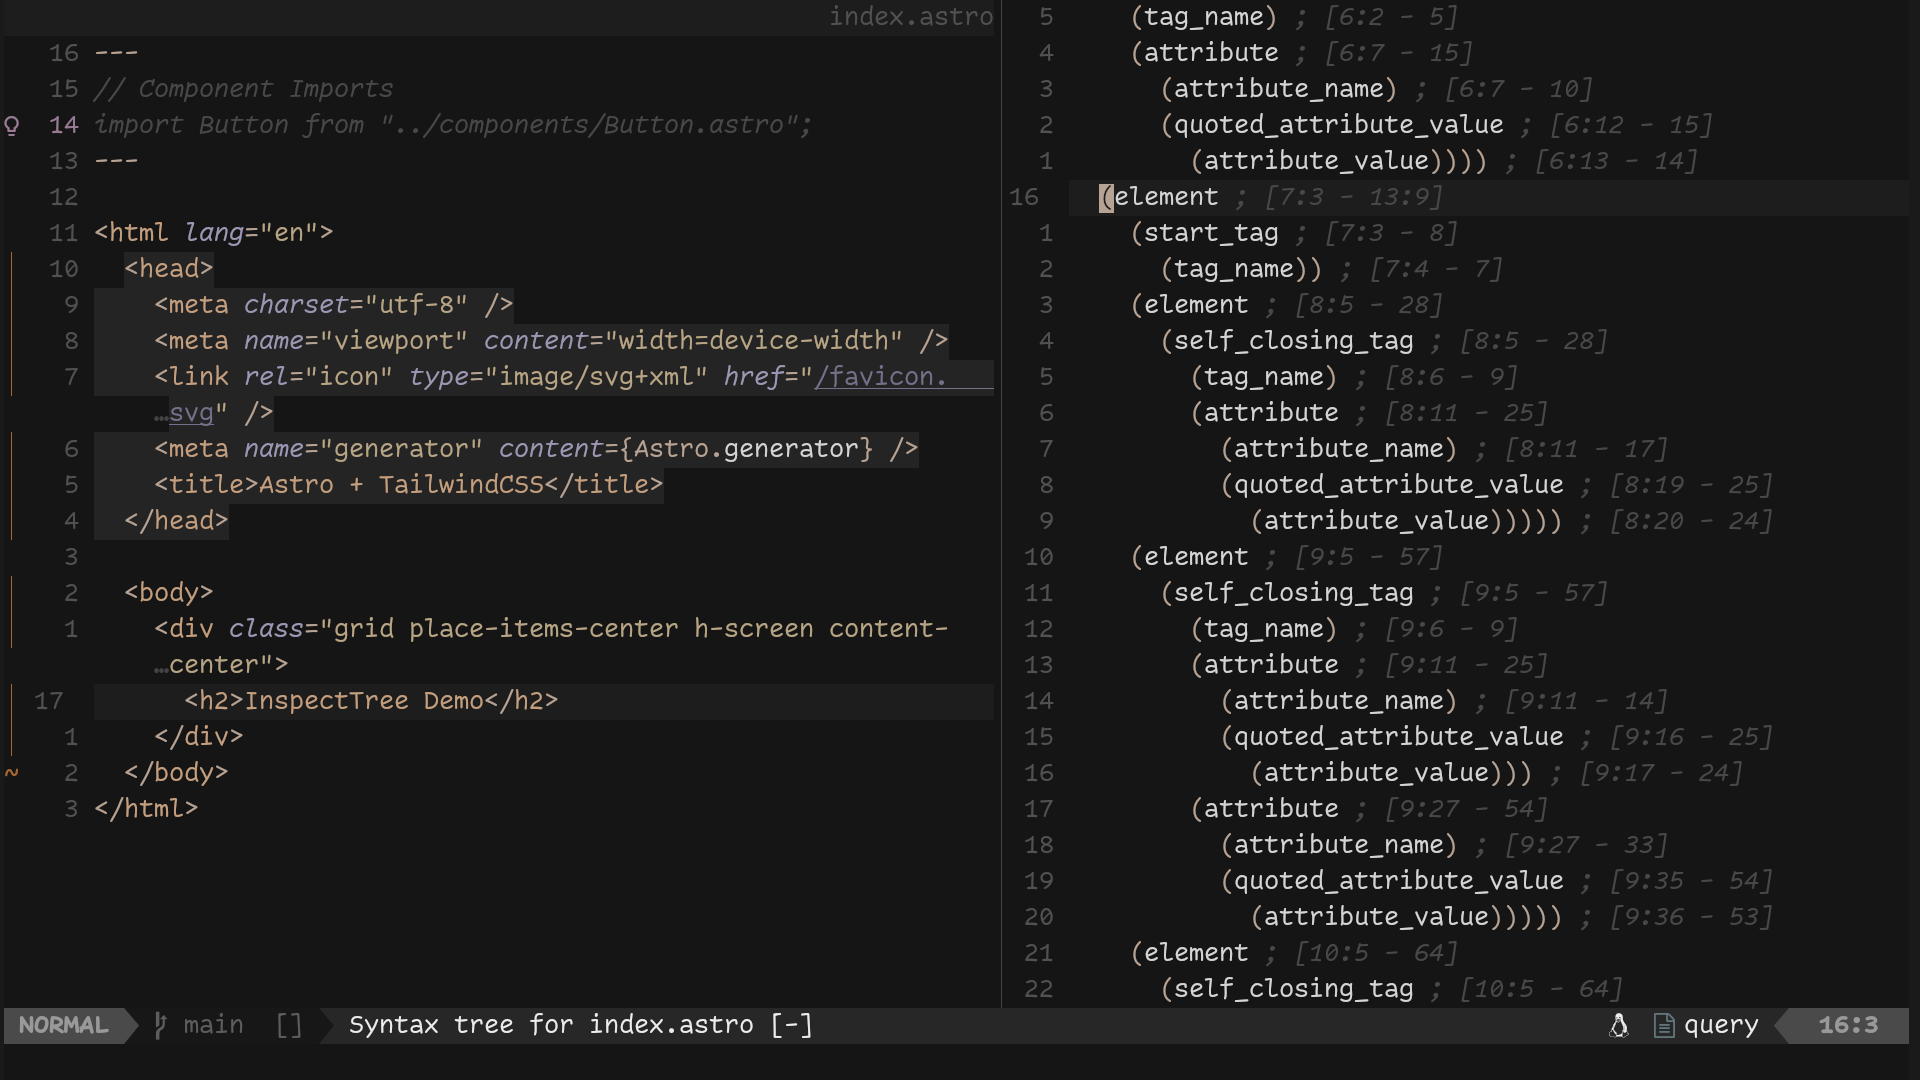 index.astro
16 ---
15 // Component Imports
14 import Button from "../components/Button.astro";
13 ---
12
11 <html lang="en">
10 <head>
9 <meta charset="utf-8" />
8 <meta name="viewport" content="width=device-width" />
7 <link rel="icon" type="image/svg+xml" href="/favicon.
…svg" />
6 <meta name="generator" content={Astro.generator} />
5 <title>Astro + TailwindCSS</title>
4 </head>
3
2 <body>
1 <div class="grid place-items-center h-screen content-
…center">
17 <h2>InspectTree Demo</h2>
1 </div>
~ 2 </body>
3 </html>
5 (tag_name) ; [6:2 - 5]
4 (attribute ; [6:7 - 15]
3 (attribute_name) ; [6:7 - 10]
2 (quoted_attribute_value ; [6:12 - 15]
1 (attribute_value)))) ; [6:13 - 14]
16 (element ; [7:3 - 13:9]
1 (start_tag ; [7:3 - 8]
2 (tag_name)) ; [7:4 - 7]
3 (element ; [8:5 - 28]
4 (self_closing_tag ; [8:5 - 28]
5 (tag_name) ; [8:6 - 9]
6 (attribute ; [8:11 - 25]
7 (attribute_name) ; [8:11 - 17]
8 (quoted_attribute_value ; [8:19 - 25]
9 (attribute_value))))) ; [8:20 - 24]
10 (element ; [9:5 - 57]
11 (self_closing_tag ; [9:5 - 57]
12 (tag_name) ; [9:6 - 9]
13 (attribute ; [9:11 - 25]
14 (attribute_name) ; [9:11 - 14]
15 (quoted_attribute_value ; [9:16 - 25]
16 (attribute_value))) ; [9:17 - 24]
17 (attribute ; [9:27 - 54]
18 (attribute_name) ; [9:27 - 33]
19 (quoted_attribute_value ; [9:35 - 54]
20 (attribute_value))))) ; [9:36 - 53]
21 (element ; [10:5 - 64]
22 (self_closing_tag ; [10:5 - 64]
NORMAL main [] Syntax tree for index.astro [-] query 16:3